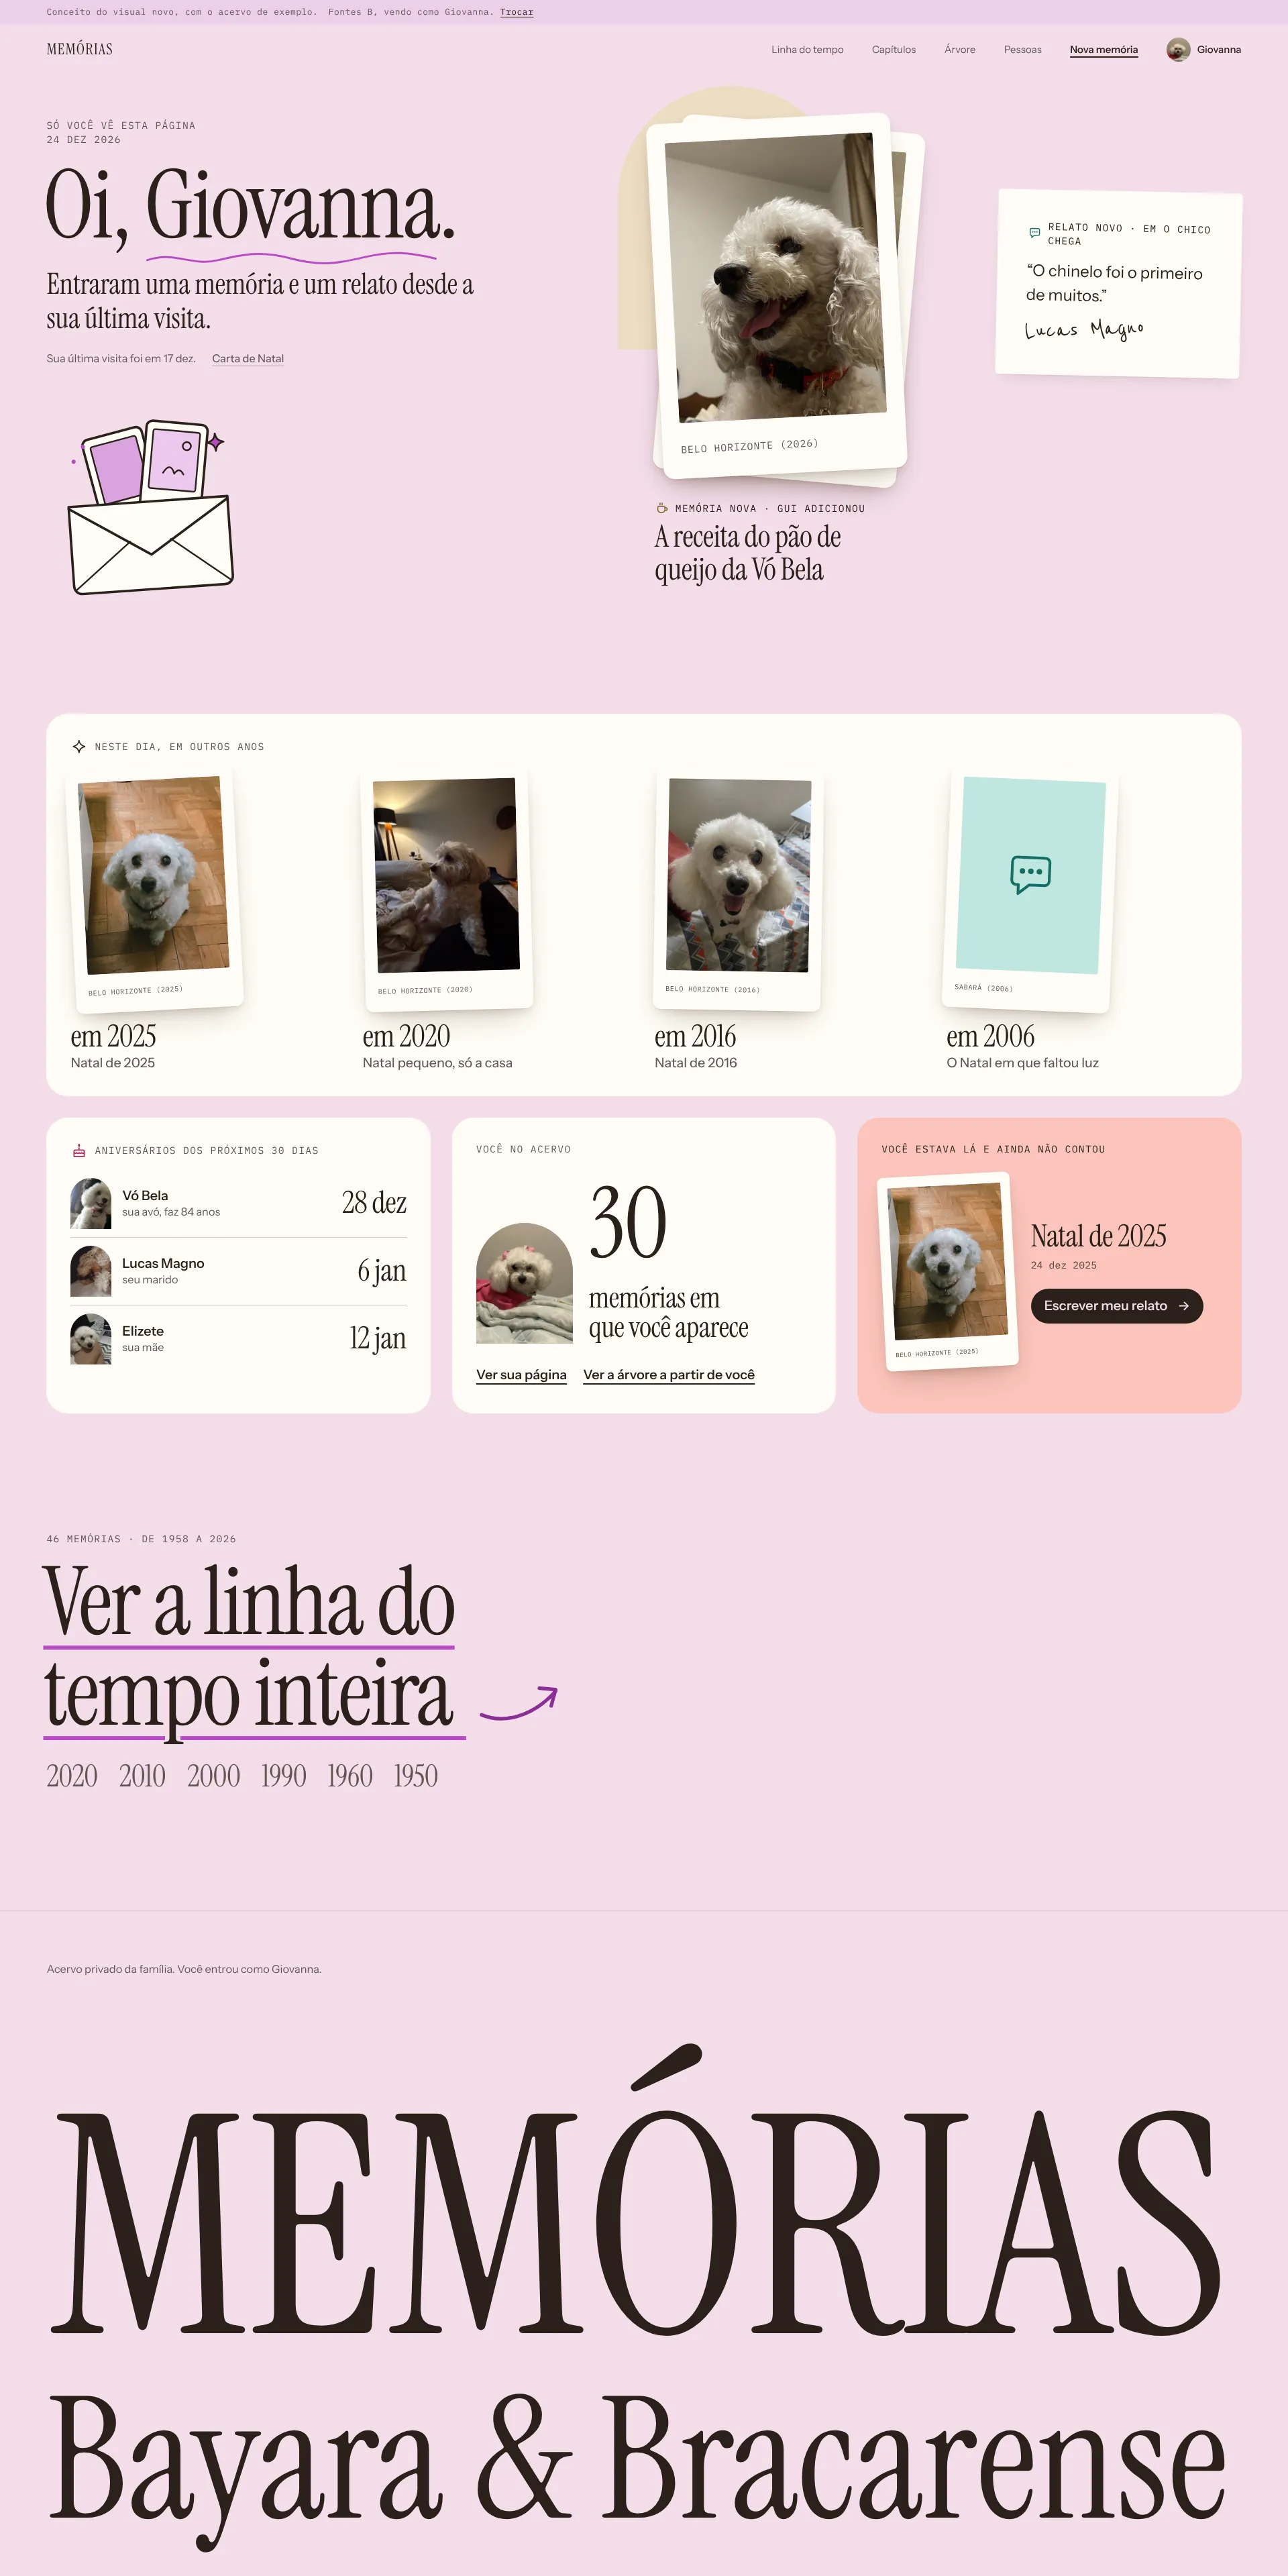 Conceito do visual novo, com o acervo de exemplo. Fontes B, vendo como Giovanna. Trocar
MEMÓRIAS
Linha do tempo
Capítulos
Árvore
Pessoas
Nova memória
Giovanna
SÓ VOCÊ VÊ ESTA PÁGINA
24 DEZ 2026
Oi, Giovanna.
Entraram uma memória e um relato desde a
sua última visita.
Sua última visita foi em 17 dez.
Carta de Natal
BELO HORIZONTE (2026)
MEMÓRIA NOVA · GUI ADICIONOU
A receita do pão de
queijo da Vó Bela
RELATO NOVO · EM O CHICO
CHEGA
“O chinelo foi o primeiro
de muitos.”
Lucas Magno
NESTE DIA, EM OUTROS ANOS
BELO HORIZONTE (2025)
em 2025
Natal de 2025
BELO HORIZONTE (2020)
em 2020
Natal pequeno, só a casa
BELO HORIZONTE (2016)
em 2016
Natal de 2016
SABARÁ (2006)
em 2006
O Natal em que faltou luz
ANIVERSÁRIOS DOS PRÓXIMOS 30 DIAS
Vó Bela
sua avó, faz 84 anos
28 dez
Lucas Magno
seu marido
6 jan
Elizete
sua mãe
12 jan
VOCÊ NO ACERVO
30
memórias em
que você aparece
Ver sua página
Ver a árvore a partir de você
VOCÊ ESTAVA LÁ E AINDA NÃO CONTOU
BELO HORIZONTE (2025)
Natal de 2025
24 dez 2025
Escrever meu relato →
46 MEMÓRIAS · DE 1958 A 2026
Ver a linha do
tempo inteira
2020 2010 2000 1990 1960 1950
Acervo privado da família. Você entrou como Giovanna.
MEMÓRIAS
Bayara & Bracarense